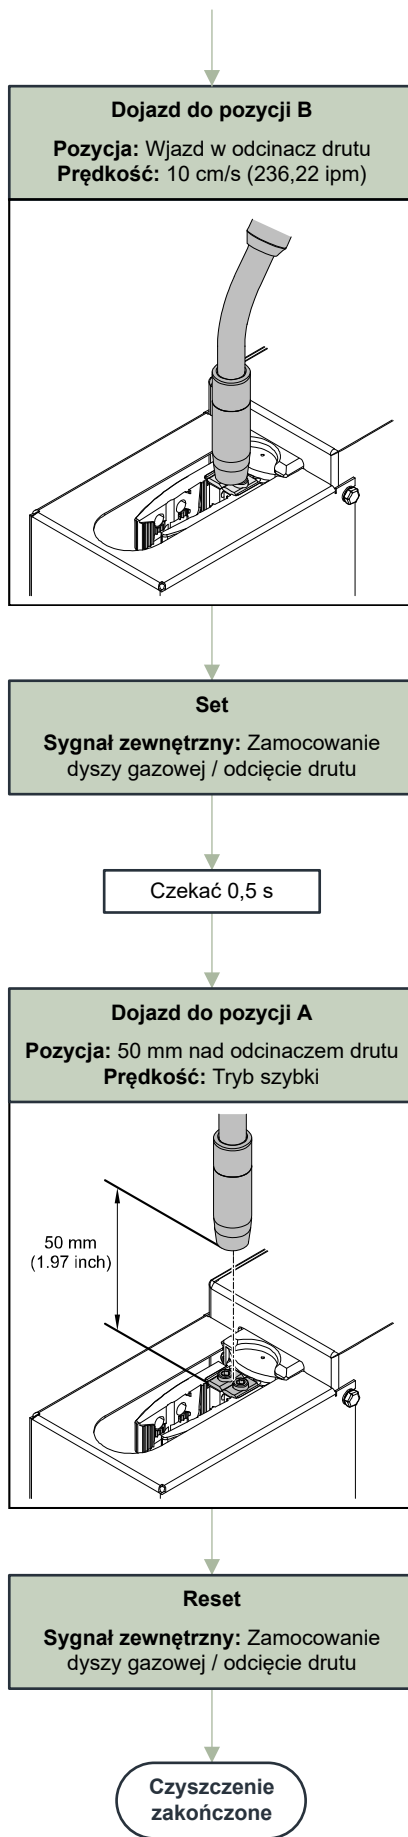 Dojazd do pozycji B
Pozycja: Wjazd w odcinacz drutu
Prędkość: 10 cm/s (236,22 ipm)
Set
Sygnał zewnętrzny: Zamocowanie
dyszy gazowej / odcięcie drutu
Czekać 0,5 s
Dojazd do pozycji A
Pozycja: 50 mm nad odcinaczem drutu
Prędkość: Tryb szybki
50 mm
(1.97 inch)
Reset
Sygnał zewnętrzny: Zamocowanie
dyszy gazowej / odcięcie drutu
Czyszczenie
zakończone